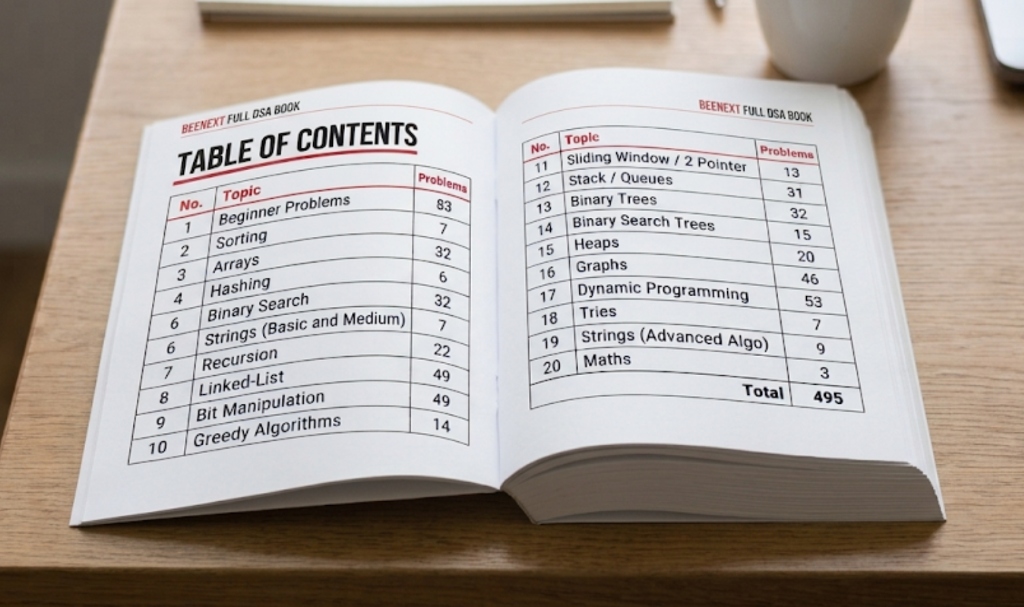 BEENEXT FULL DSA BOOK
TABLE OF CONTENTS
No. Topic Problems
1 Beginner Problems 83
2 Sorting 7
3 Arrays 32
4 Hashing 6
6 Binary Search 32
6 Strings (Basic and Medium) 7
7 Recursion 22
8 Linked-List 49
9 Bit Manipulation 49
10 Greedy Algorithms 14
BEENEXT FULL DSA BOOK
No. Topic Problems
11 Sliding Window / 2 Pointer 13
12 Stack / Queues 31
13 Binary Trees 32
14 Binary Search Trees 15
15 Heaps 20
16 Graphs 46
17 Dynamic Programming 53
18 Tries 7
19 Strings (Advanced Algo) 9
20 Maths 3
Total 495